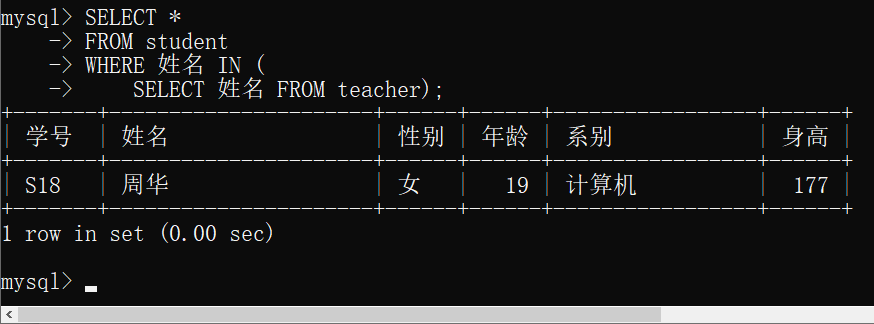 mysql> SELECT *
    -> FROM student
    -> WHERE 姓名 IN (
    ->     SELECT 姓名 FROM teacher);
+-------+-----------------------+-------+-------+------------------+-------+
| 学号  | 姓名                  | 性别  | 年龄  | 系别             | 身高  |
+-------+-----------------------+-------+-------+------------------+-------+
| S18   | 周华                  | 女    |    19 | 计算机           |   177 |
+-------+-----------------------+-------+-------+------------------+-------+
1 row in set (0.00 sec)
mysql> _